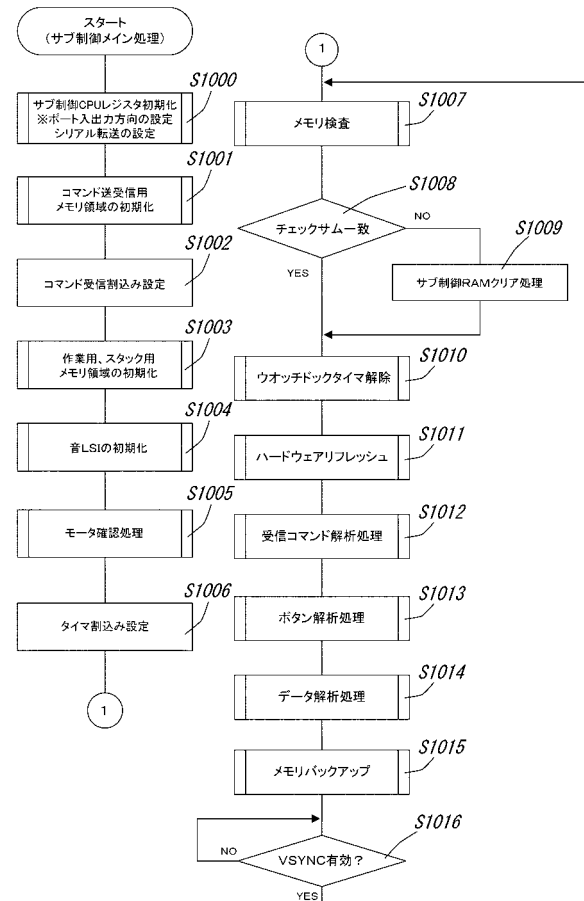 スタート
(サブ制御メイン処理)
S1000
サブ制御CPUレジスタ初期化
※ポート入出力方向の設定
シリアル転送の設定
S1001
コマンド送受信用
メモリ領域の初期化
S1002
コマンド受信割込み設定
S1003
作業用、スタック用
メモリ領域の初期化
S1004
音LSIの初期化
S1005
モータ確認処理
S1006
タイマ割込み設定
1
1
S1007
メモリ検査
S1008
チェックサム一致
NO
YES
S1009
サブ制御RAMクリア処理
S1010
ウオッチドックタイマ解除
S1011
ハードウェアリフレッシュ
S1012
受信コマンド解析処理
S1013
ボタン解析処理
S1014
データ解析処理
S1015
メモリバックアップ
S1016
VSYNC有効？
NO
YES